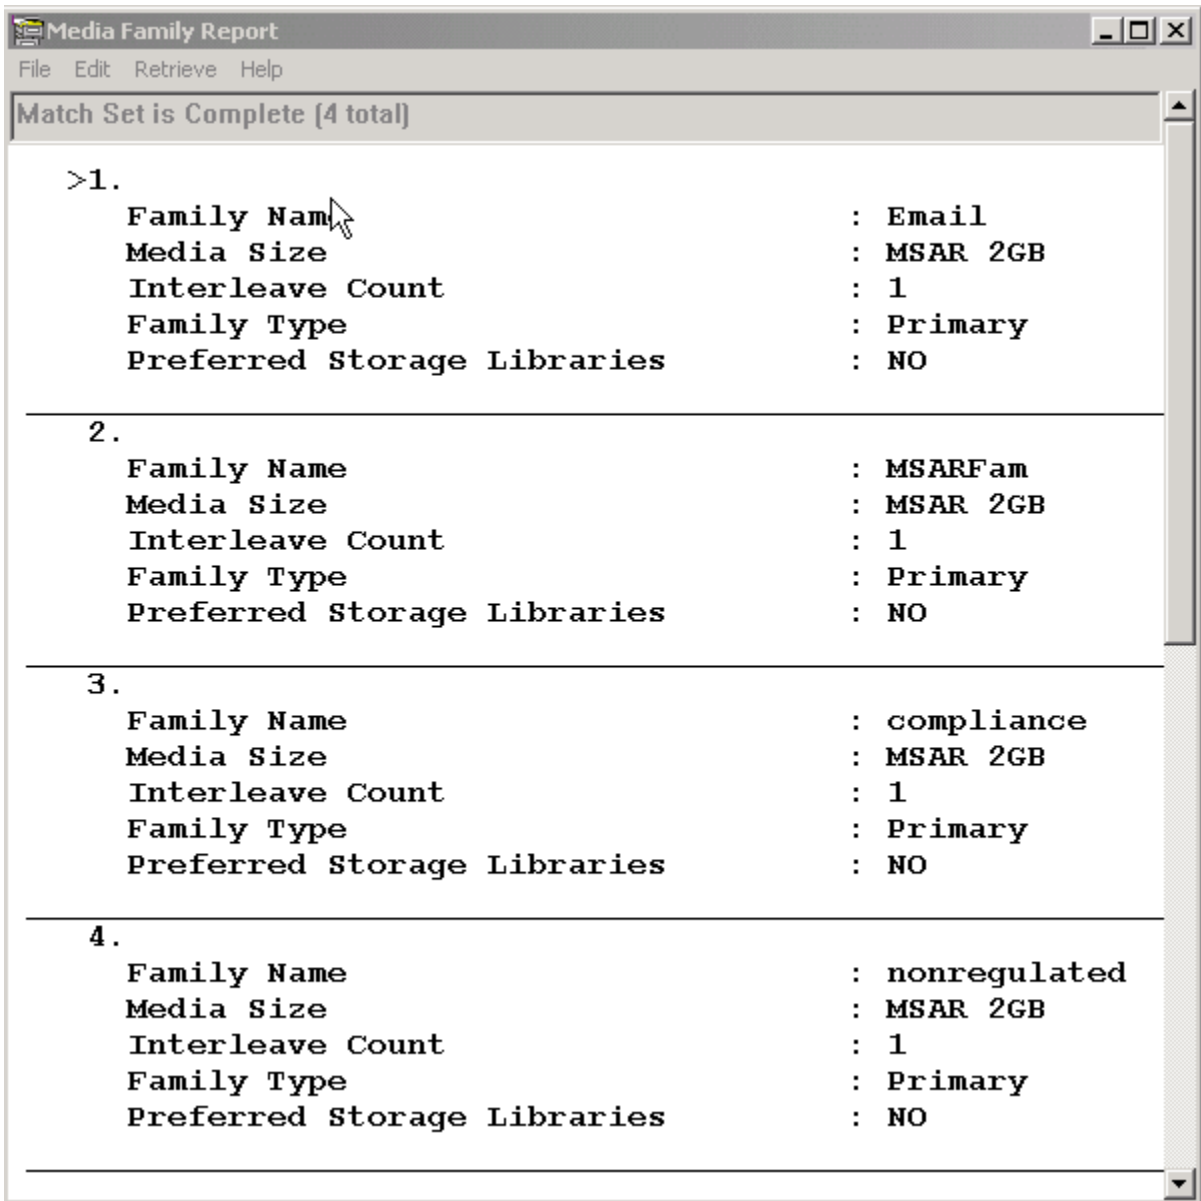 Media Family Report
File Edit Retrieve Help
Match Set is Complete (4 total)
>1.
Family Name : Email
Media Size : MSAR 2GB
Interleave Count : 1
Family Type : Primary
Preferred Storage Libraries : NO
2.
Family Name : MSARFam
Media Size : MSAR 2GB
Interleave Count : 1
Family Type : Primary
Preferred Storage Libraries : NO
3.
Family Name : compliance
Media Size : MSAR 2GB
Interleave Count : 1
Family Type : Primary
Preferred Storage Libraries : NO
4.
Family Name : nonregulated
Media Size : MSAR 2GB
Interleave Count : 1
Family Type : Primary
Preferred Storage Libraries : NO